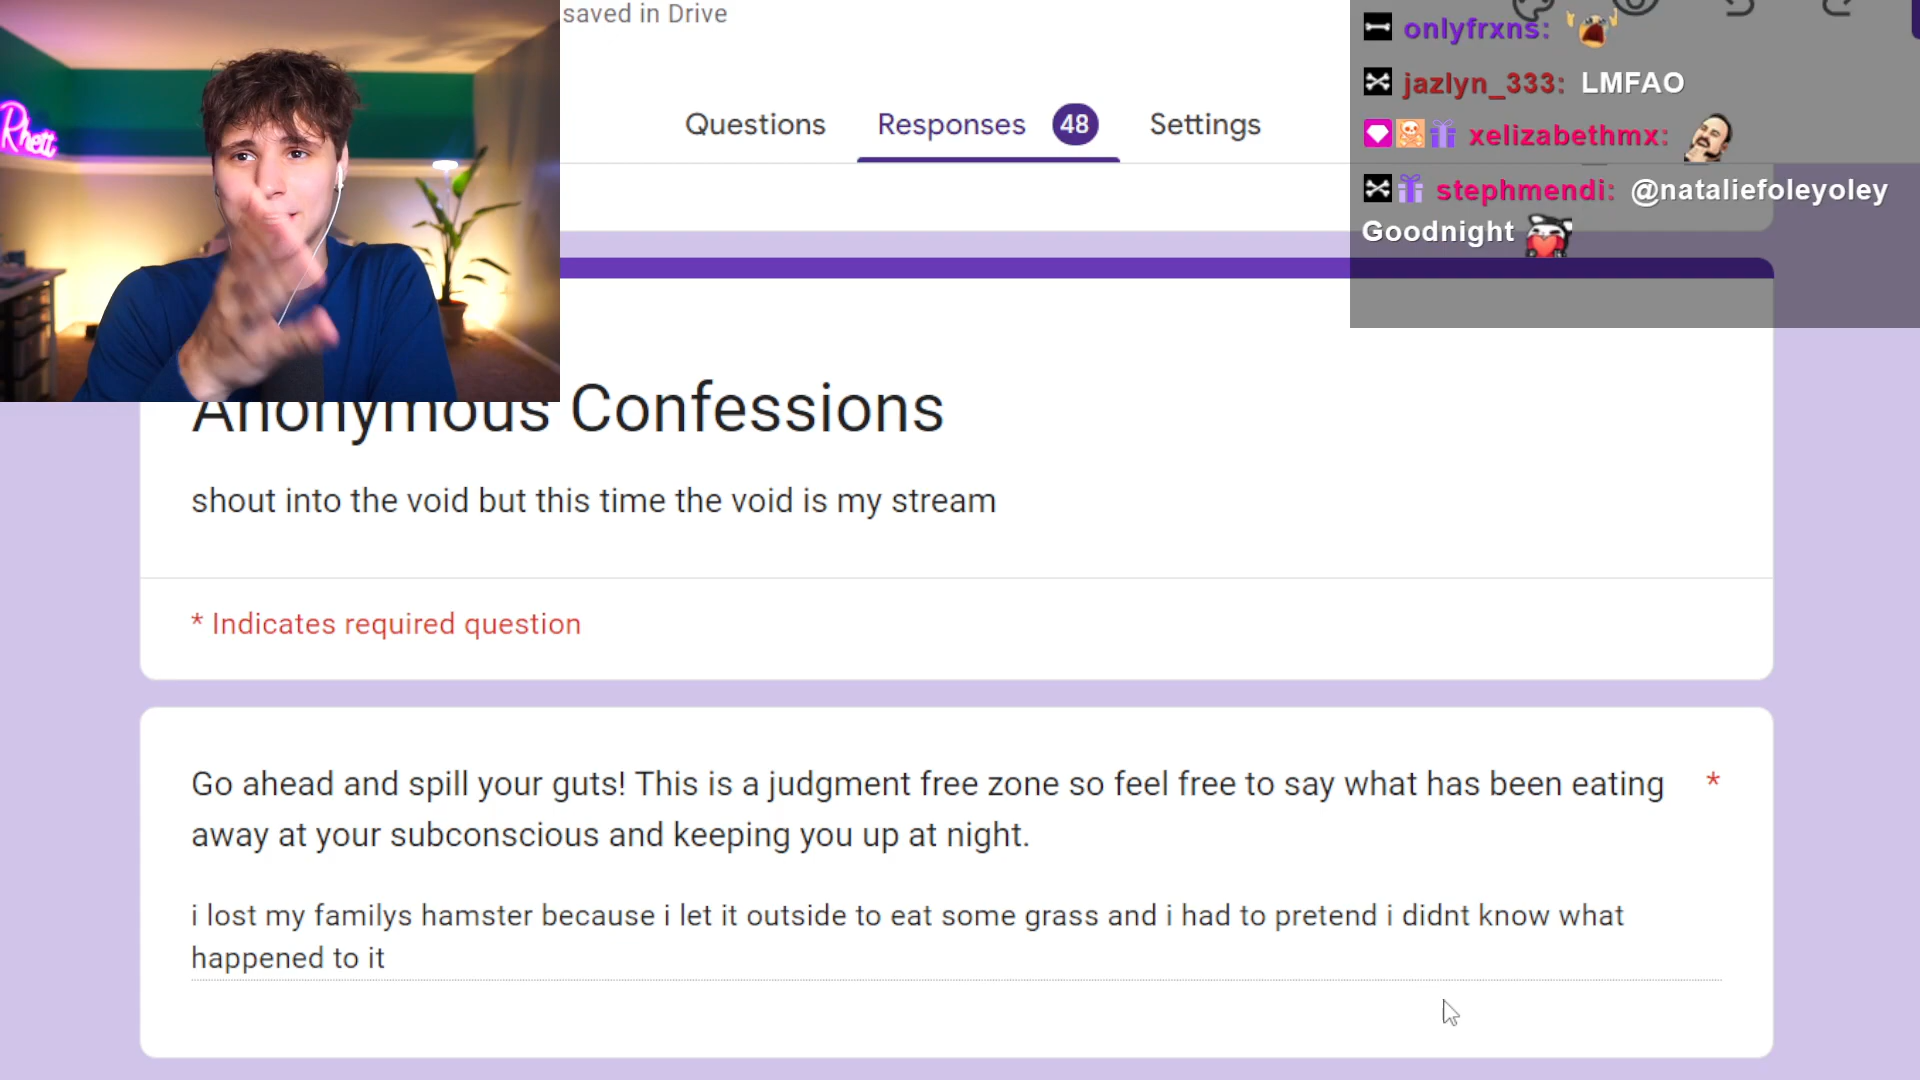 saved in Drive
Rhett
Questions
Responses
48
Settings
onlyfrxns:
jazlyn_333: LMFAO
xelizabethmx:
stephmendi: @nataliefoleyoley
Goodnight
Anonymous Confessions
shout into the void but this time the void is my stream
* Indicates required question
Go ahead and spill your guts! This is a judgment free zone so feel free to say what has been eating *
away at your subconscious and keeping you up at night.
i lost my familys hamster because i let it outside to eat some grass and i had to pretend i didnt know what
happened to it